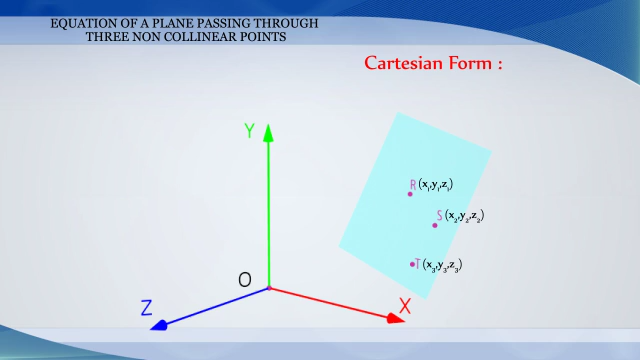 EQUATION OF A PLANE PASSING THROUGH
THREE NON COLLINEAR POINTS
Cartesian Form :
Y
R (x₁,y₁,z₁)
S (x₂,y₂,z₂)
T (x₃,y₃,z₃)
O
Z
X